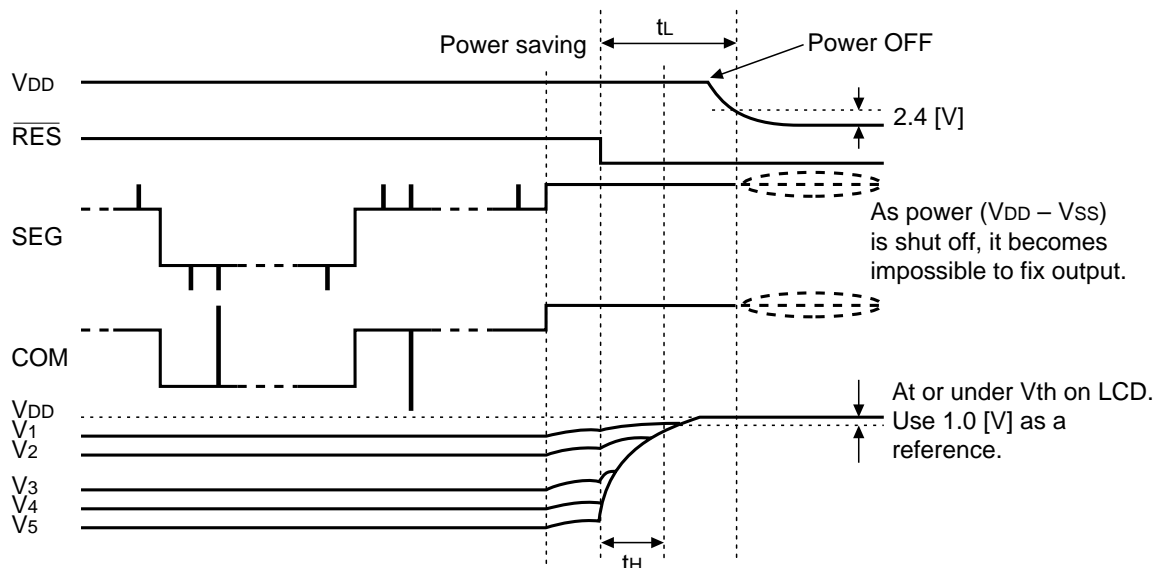 tL
Power saving
Power OFF
VDD
2.4 [V]
RES
SEG
As power (VDD – VSS)
is shut off, it becomes
impossible to fix output.
COM
VDD
At or under Vth on LCD.
Use 1.0 [V] as a
reference.
V1
V2
V3
V4
V5
tH